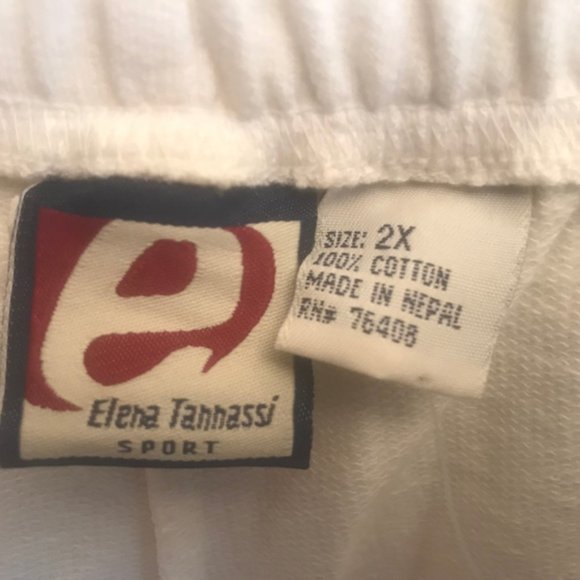 e
Elena Tannassi
SPORT
SIZE: 2X
100% COTTON
MADE IN NEPAL
RN# 76408